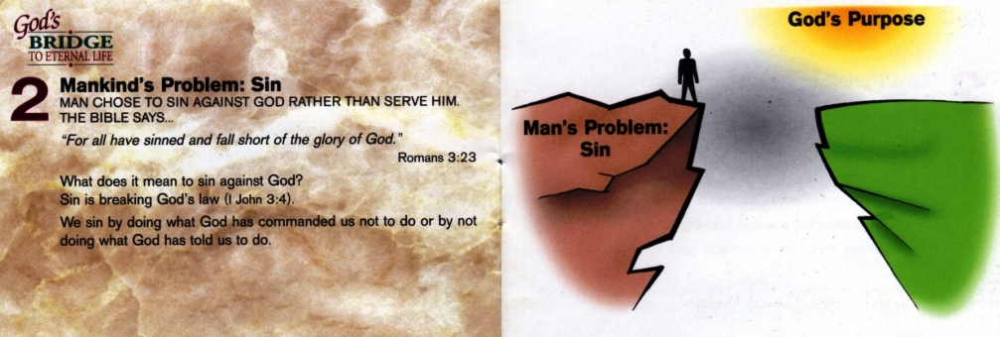 God's
BRIDGE
TO ETERNAL LIFE
2
Mankind's Problem: Sin
MAN CHOSE TO SIN AGAINST GOD RATHER THAN SERVE HIM.
THE BIBLE SAYS...
"For all have sinned and fall short of the glory of God."
Romans 3:23
What does it mean to sin against God?
Sin is breaking God's law (I John 3:4).
We sin by doing what God has commanded us not to do or by not
doing what God has told us to do.
God's Purpose
Man's Problem:
Sin